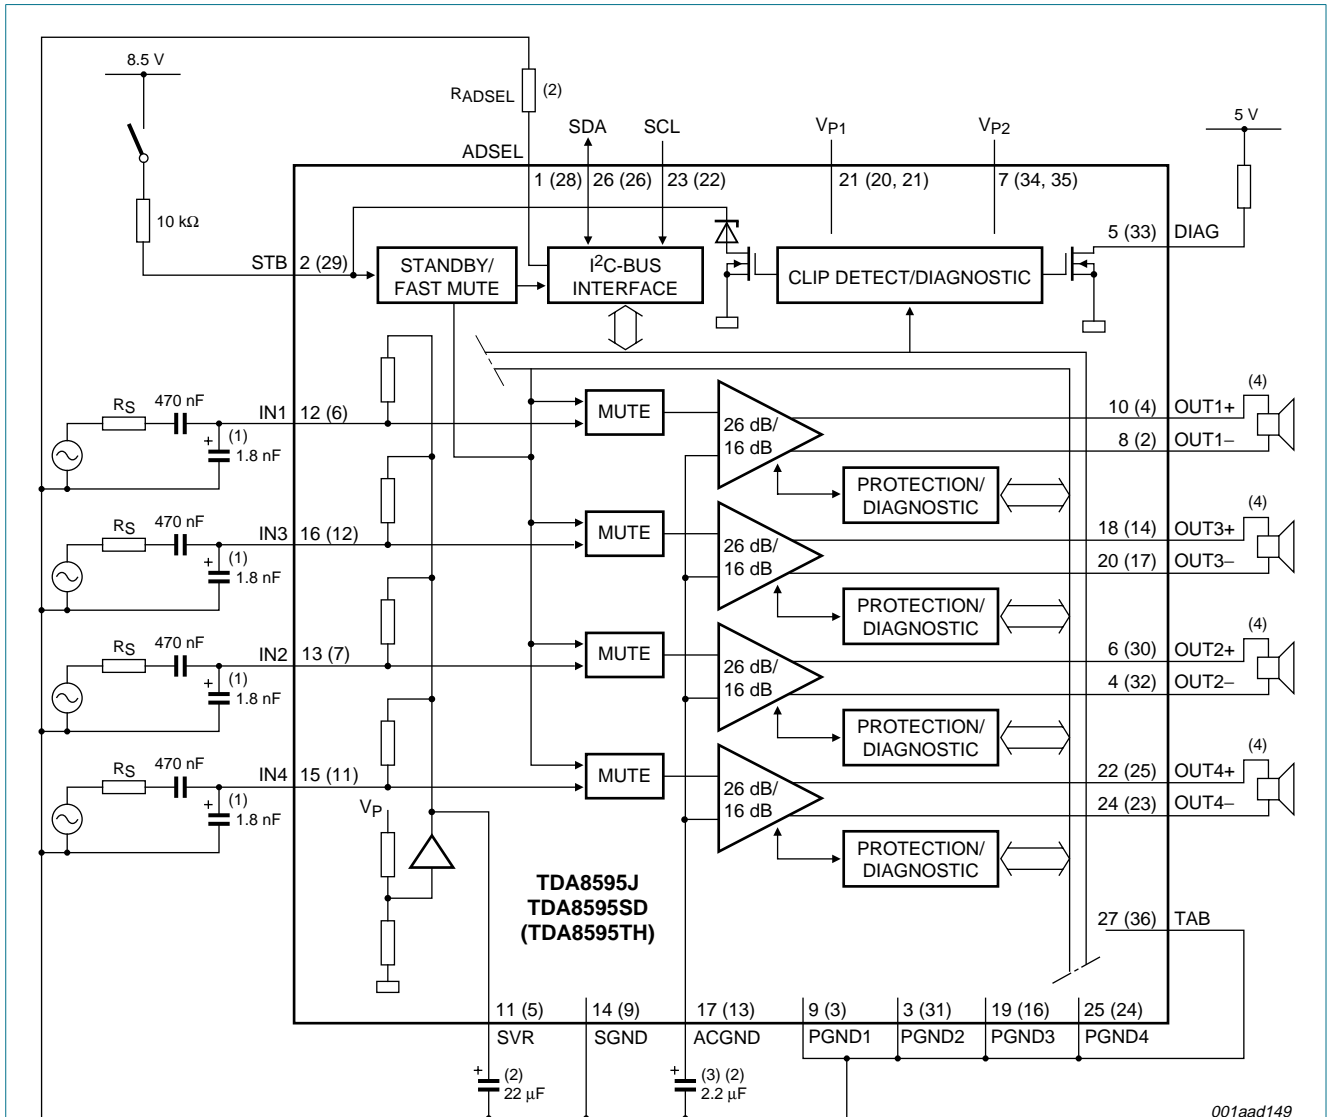 8.5 V
10 kΩ
RADSEL (2)
ADSEL
SDA
SCL
VP1
VP2
5 V
1 (28)
26 (26)
23 (22)
21 (20, 21)
7 (34, 35)
5 (33)
DIAG
STB
2 (29)
STANDBY/
FAST MUTE
I²C-BUS
INTERFACE
CLIP DETECT/DIAGNOSTIC
RS
470 nF
IN1
12 (6)
+
(1)
1.8 nF
MUTE
26 dB/
16 dB
10 (4)
OUT1+
(4)
8 (2)
OUT1−
PROTECTION/
DIAGNOSTIC
RS
470 nF
IN3
16 (12)
+
(1)
1.8 nF
MUTE
26 dB/
16 dB
18 (14)
OUT3+
(4)
20 (17)
OUT3−
PROTECTION/
DIAGNOSTIC
RS
470 nF
IN2
13 (7)
+
(1)
1.8 nF
MUTE
26 dB/
16 dB
6 (30)
OUT2+
(4)
4 (32)
OUT2−
PROTECTION/
DIAGNOSTIC
RS
470 nF
IN4
15 (11)
+
(1)
1.8 nF
VP
MUTE
26 dB/
16 dB
22 (25)
OUT4+
(4)
24 (23)
OUT4−
PROTECTION/
DIAGNOSTIC
TDA8595J
TDA8595SD
(TDA8595TH)
27 (36)
TAB
11 (5)
14 (9)
17 (13)
9 (3)
3 (31)
19 (16)
25 (24)
SVR
SGND
ACGND
PGND1
PGND2
PGND3
PGND4
+
(2)
22 μF
+
(3) (2)
2.2 μF
001aad149